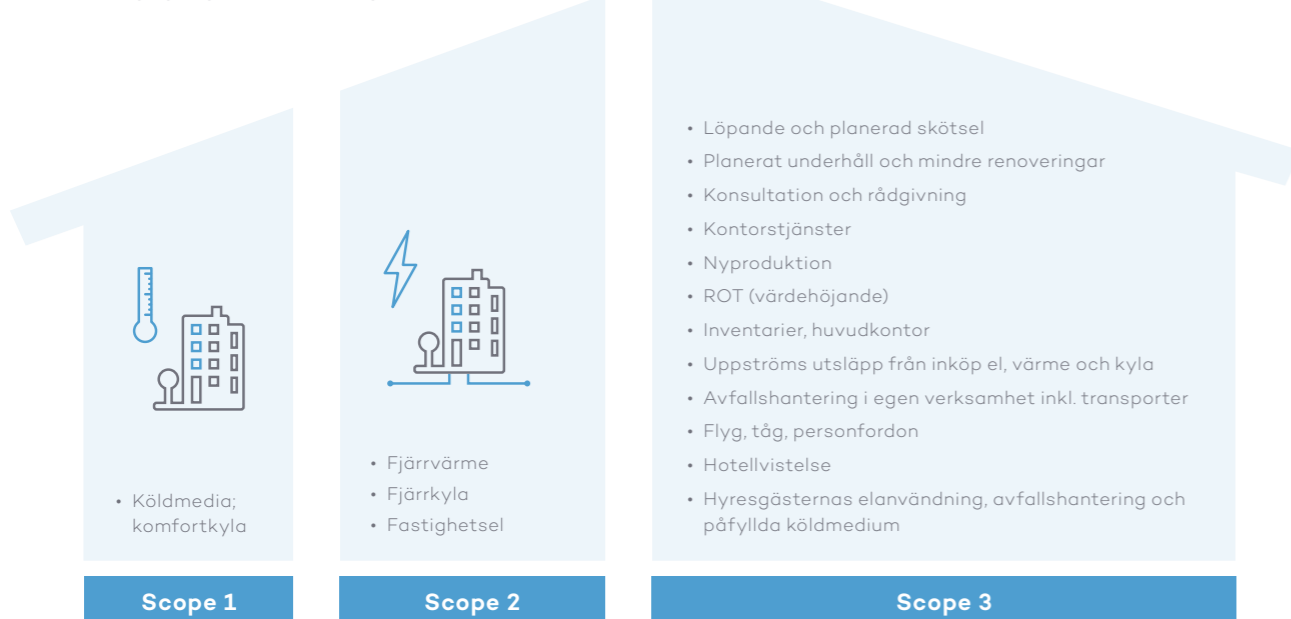 • Köldmedia;
komfortkyla
Scope 1
• Fjärrvärme
• Fjärrkyla
• Fastighetsel
Scope 2
• Löpande och planerad skötsel
• Planerat underhåll och mindre renoveringar
• Konsultation och rådgivning
• Kontorstjänster
• Nyproduktion
• ROT (värdehöjande)
• Inventarier, huvudkontor
• Uppströms utsläpp från inköp el, värme och kyla
• Avfallshantering i egen verksamhet inkl. transporter
• Flyg, tåg, personfordon
• Hotellvistelse
• Hyresgästernas elanvändning, avfallshantering och
påfyllda köldmedium
Scope 3